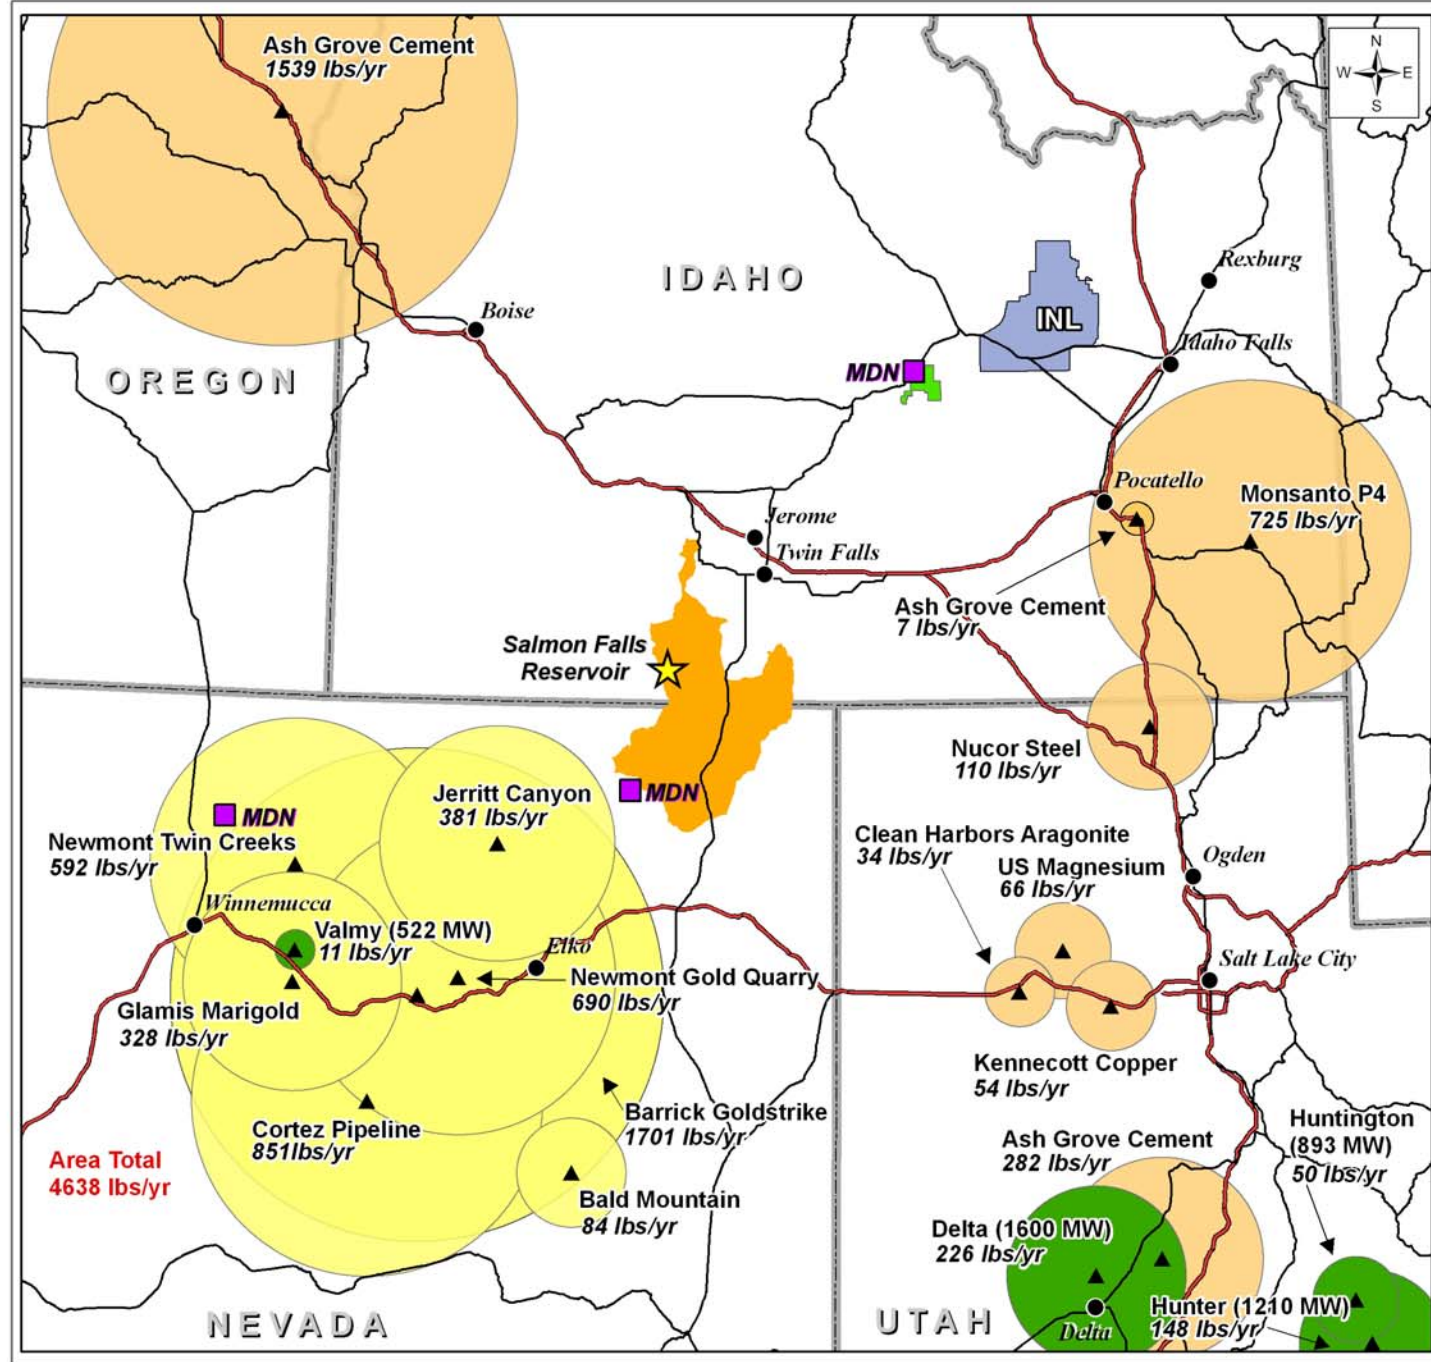 Ash Grove Cement
1539 lbs/yr
N
W E
S
IDAHO
Rexburg
INL
Boise
Idaho Falls
MDN
OREGON
Pocatello
Monsanto P4
725 lbs/yr
Jerome
Twin Falls
Ash Grove Cement
7 lbs/yr
Salmon Falls
Reservoir
Nucor Steel
110 lbs/yr
Jerritt Canyon
381 lbs/yr
MDN
MDN
Newmont Twin Creeks
592 lbs/yr
Clean Harbors Aragonite
34 lbs/yr
US Magnesium
66 lbs/yr
Ogden
Winnemucca
Valmy (522 MW)
11 lbs/yr
Elko
Salt Lake City
Newmont Gold Quarry
690 lbs/yr
Glamis Marigold
328 lbs/yr
Kennecott Copper
54 lbs/yr
Barrick Goldstrike
1701 lbs/yr
Cortez Pipeline
851lbs/yr
Huntington
(893 MW)
50 lbs/yr
Ash Grove Cement
282 lbs/yr
Area Total
4638 lbs/yr
Bald Mountain
84 lbs/yr
Delta (1600 MW)
226 lbs/yr
Hunter (1210 MW)
148 lbs/yr
NEVADA
UTAH
Delta